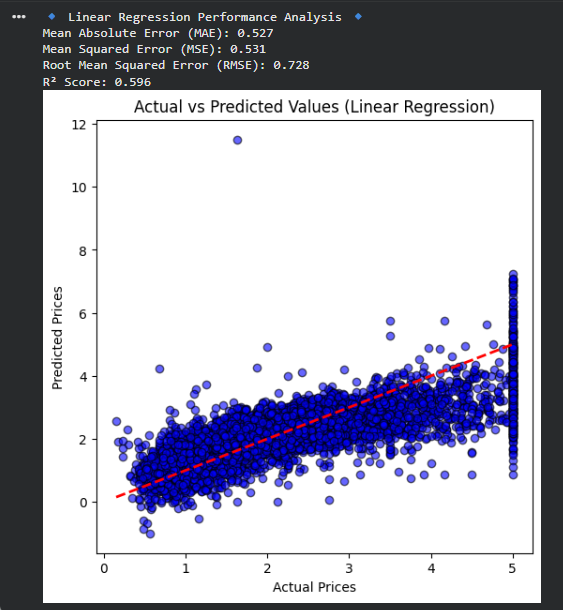 ••• 🔹 Linear Regression Performance Analysis 🔹
Mean Absolute Error (MAE): 0.527
Mean Squared Error (MSE): 0.531
Root Mean Squared Error (RMSE): 0.728
R² Score: 0.596
Actual vs Predicted Values (Linear Regression)
12
10
8
6
4
2
0
Predicted Prices
0 1 2 3 4 5
Actual Prices